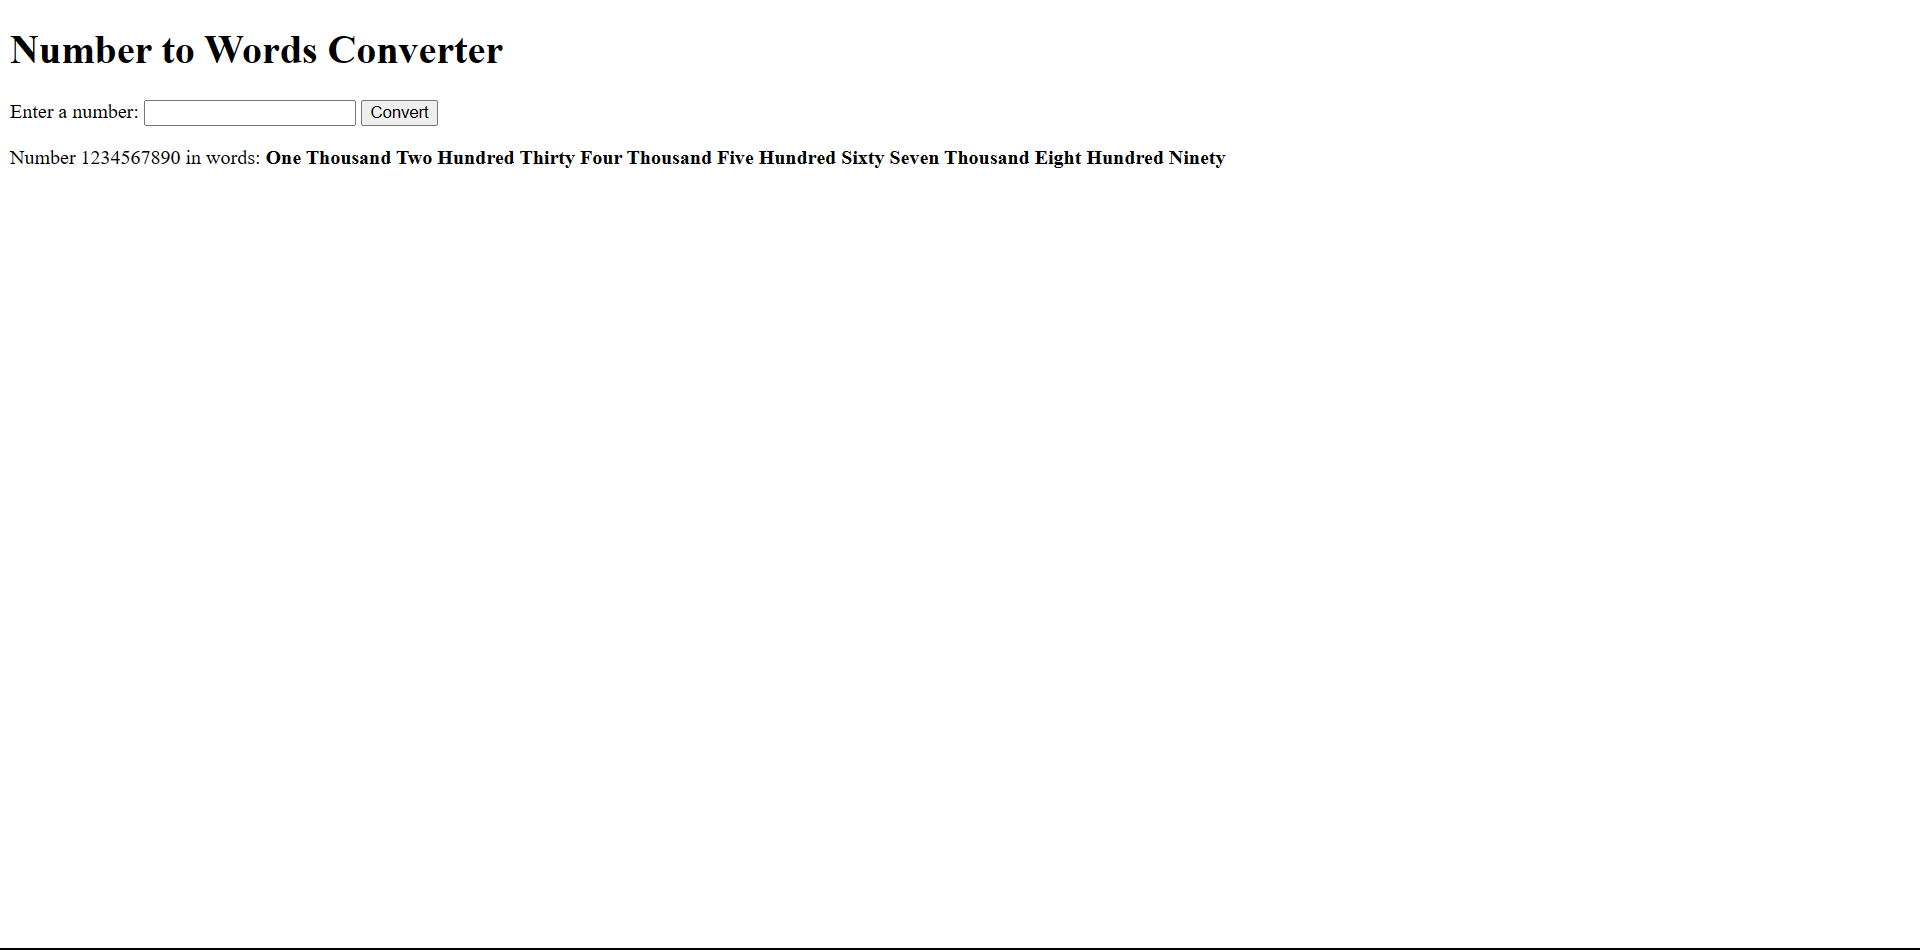 Number to Words Converter
Enter a number: Convert
Number 1234567890 in words: One Thousand Two Hundred Thirty Four Thousand Five Hundred Sixty Seven Thousand Eight Hundred Ninety